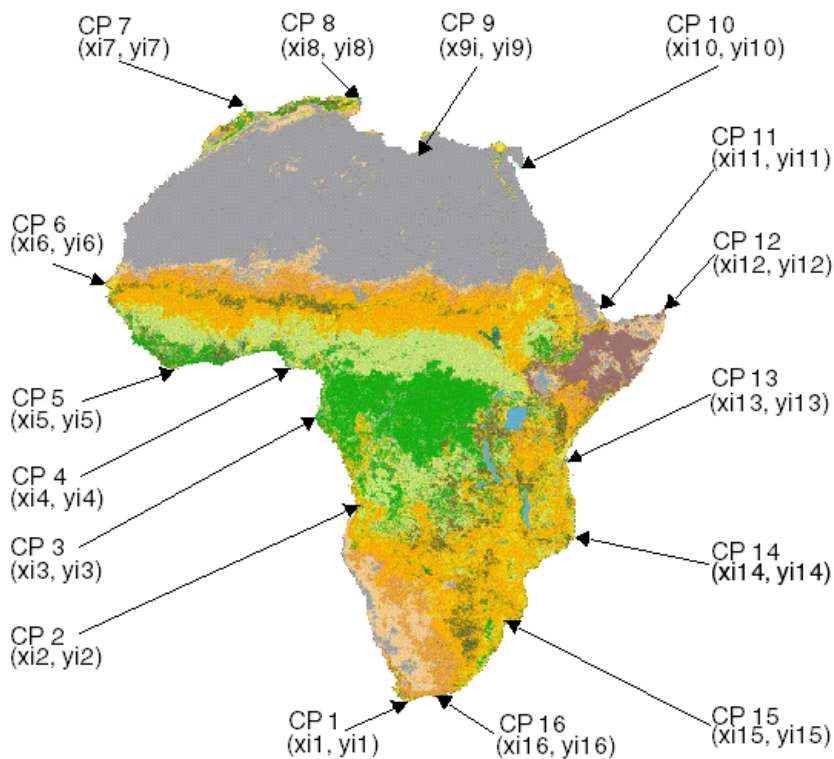 CP 7
(xi7, yi7)
CP 8
(xi8, yi8)
CP 9
(x9i, yi9)
CP 10
(xi10, yi10)
CP 11
(xi11, yi11)
CP 6
(xi6, yi6)
CP 12
(xi12, yi12)
CP 5
(xi5, yi5)
CP 13
(xi13, yi13)
CP 4
(xi4, yi4)
CP 3
(xi3, yi3)
CP 14
(xi14, yi14)
CP 2
(xi2, yi2)
CP 1
(xi1, yi1)
CP 16
(xi16, yi16)
CP 15
(xi15, yi15)